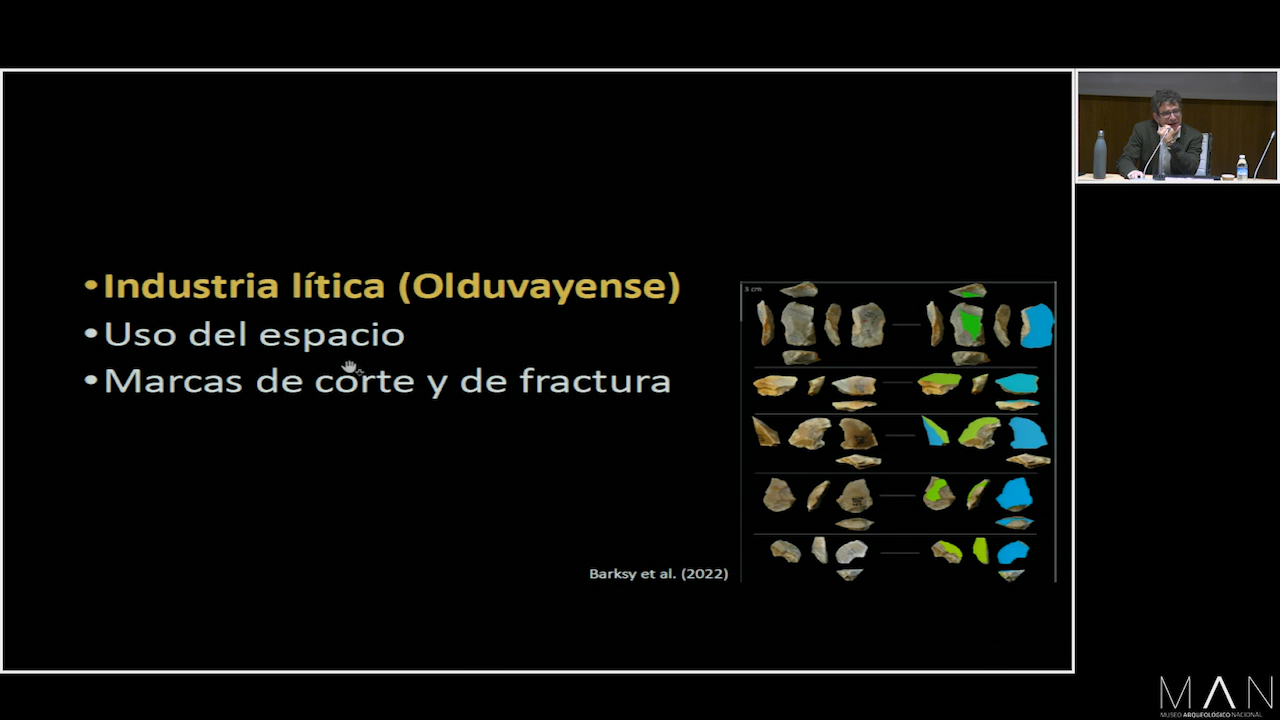 •Industria lítica (Olduvayense)
•Uso del espacio
•Marcas de corte y de fractura
3 cm
Barksy et al. (2022)
MAN
MUSEO ARQUEOLÓGICO NACIONAL